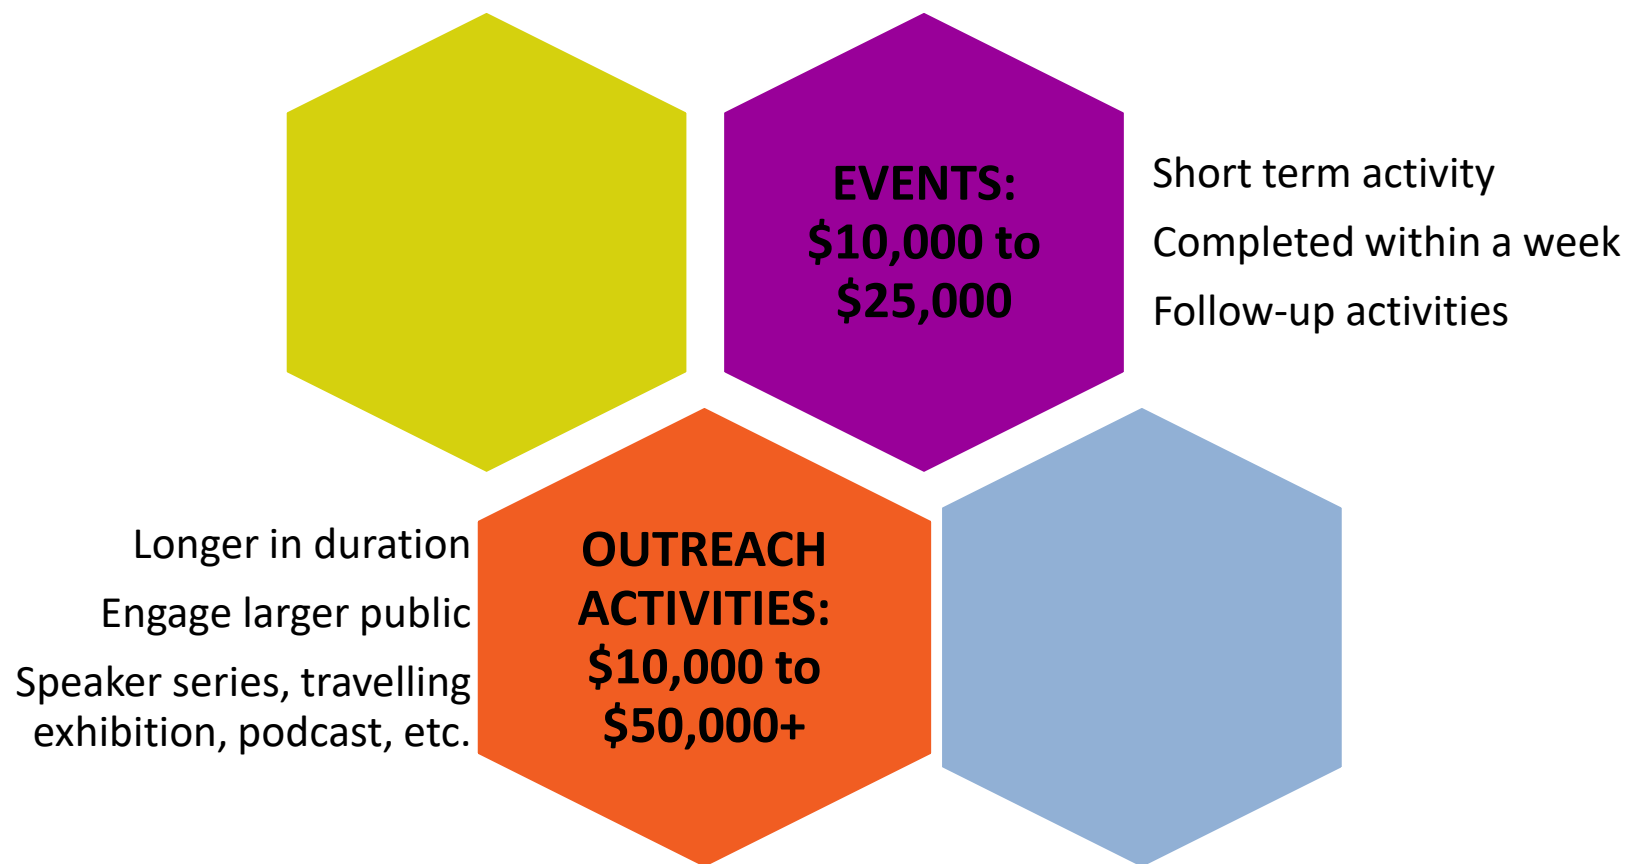 EVENTS:
$10,000 to
$25,000
Short term activity
Completed within a week
Follow-up activities
Longer in duration
Engage larger public
Speaker series, travelling
exhibition, podcast, etc.
OUTREACH
ACTIVITIES:
$10,000 to
$50,000+